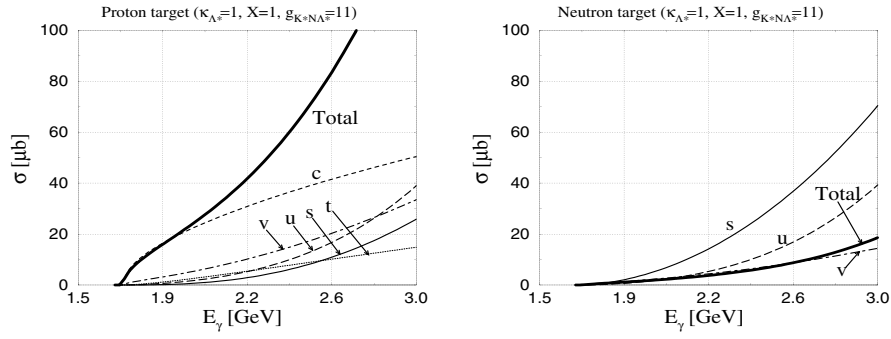 Proton target (κΛ*=1, X=1, gK*NΛ*=11)
100
80
60
40
20
0
σ [μb]
Total
c
v
u
s
t
1.5
1.9
2.2
2.6
3.0
Eγ [GeV]
Neutron target (κΛ*=1, X=1, gK*NΛ*=11)
100
80
60
40
20
0
σ [μb]
s
u
Total
v
1.5
1.9
2.2
2.6
3.0
Eγ [GeV]